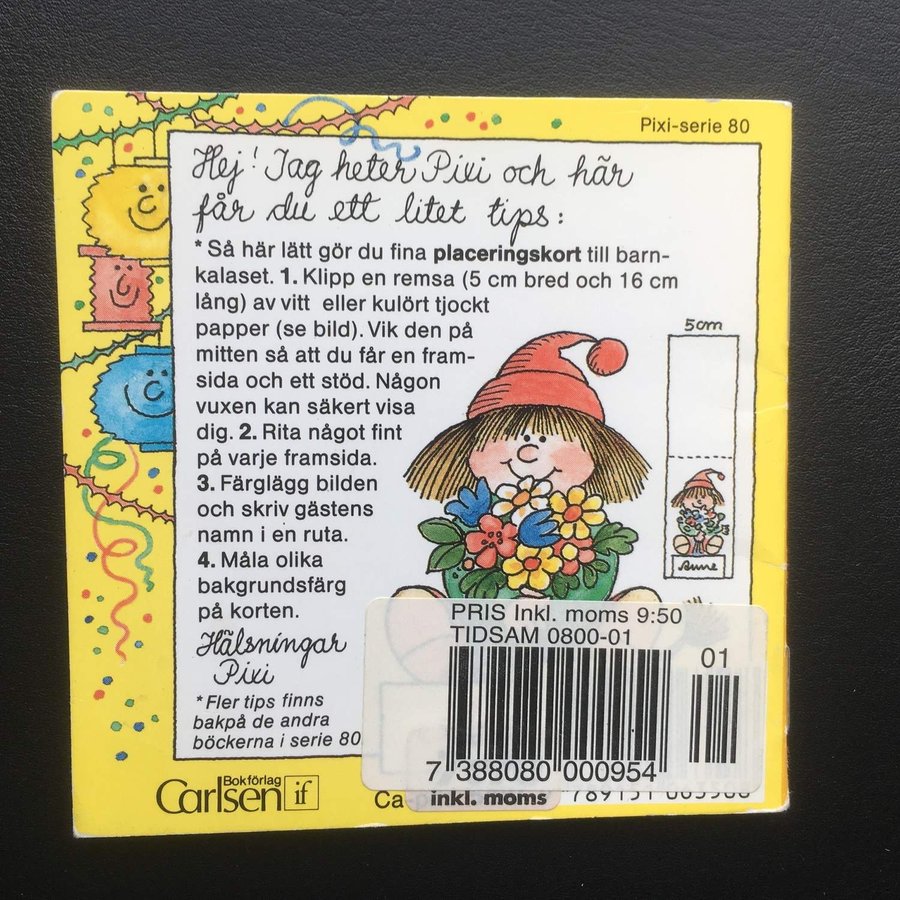 Pixi-serie 80
Hej! Jag heter Pixi och här
får du ett litet tips:
* Så här lätt gör du fina placeringskort till barn-
kalaset. 1. Klipp en remsa (5 cm bred och 16 cm
lång) av vitt eller kulört tjockt
papper (se bild). Vik den på
mitten så att du får en fram-
sida och ett stöd. Någon
vuxen kan säkert visa
dig. 2. Rita något fint
på varje framsida.
3. Färglägg bilden
och skriv gästens
namn i en ruta.
4. Måla olika
bakgrundsfärg
på korten.
Hälsningar
Pixi
* Fler tips finns
bakpå de andra
böckerna i serie 80
5cm
Anne
PRIS Inkl. moms 9:50
TIDSAM 0800-01
01
7 388080 000954
Bokförlag
Carlsen if
Ca
inkl. moms